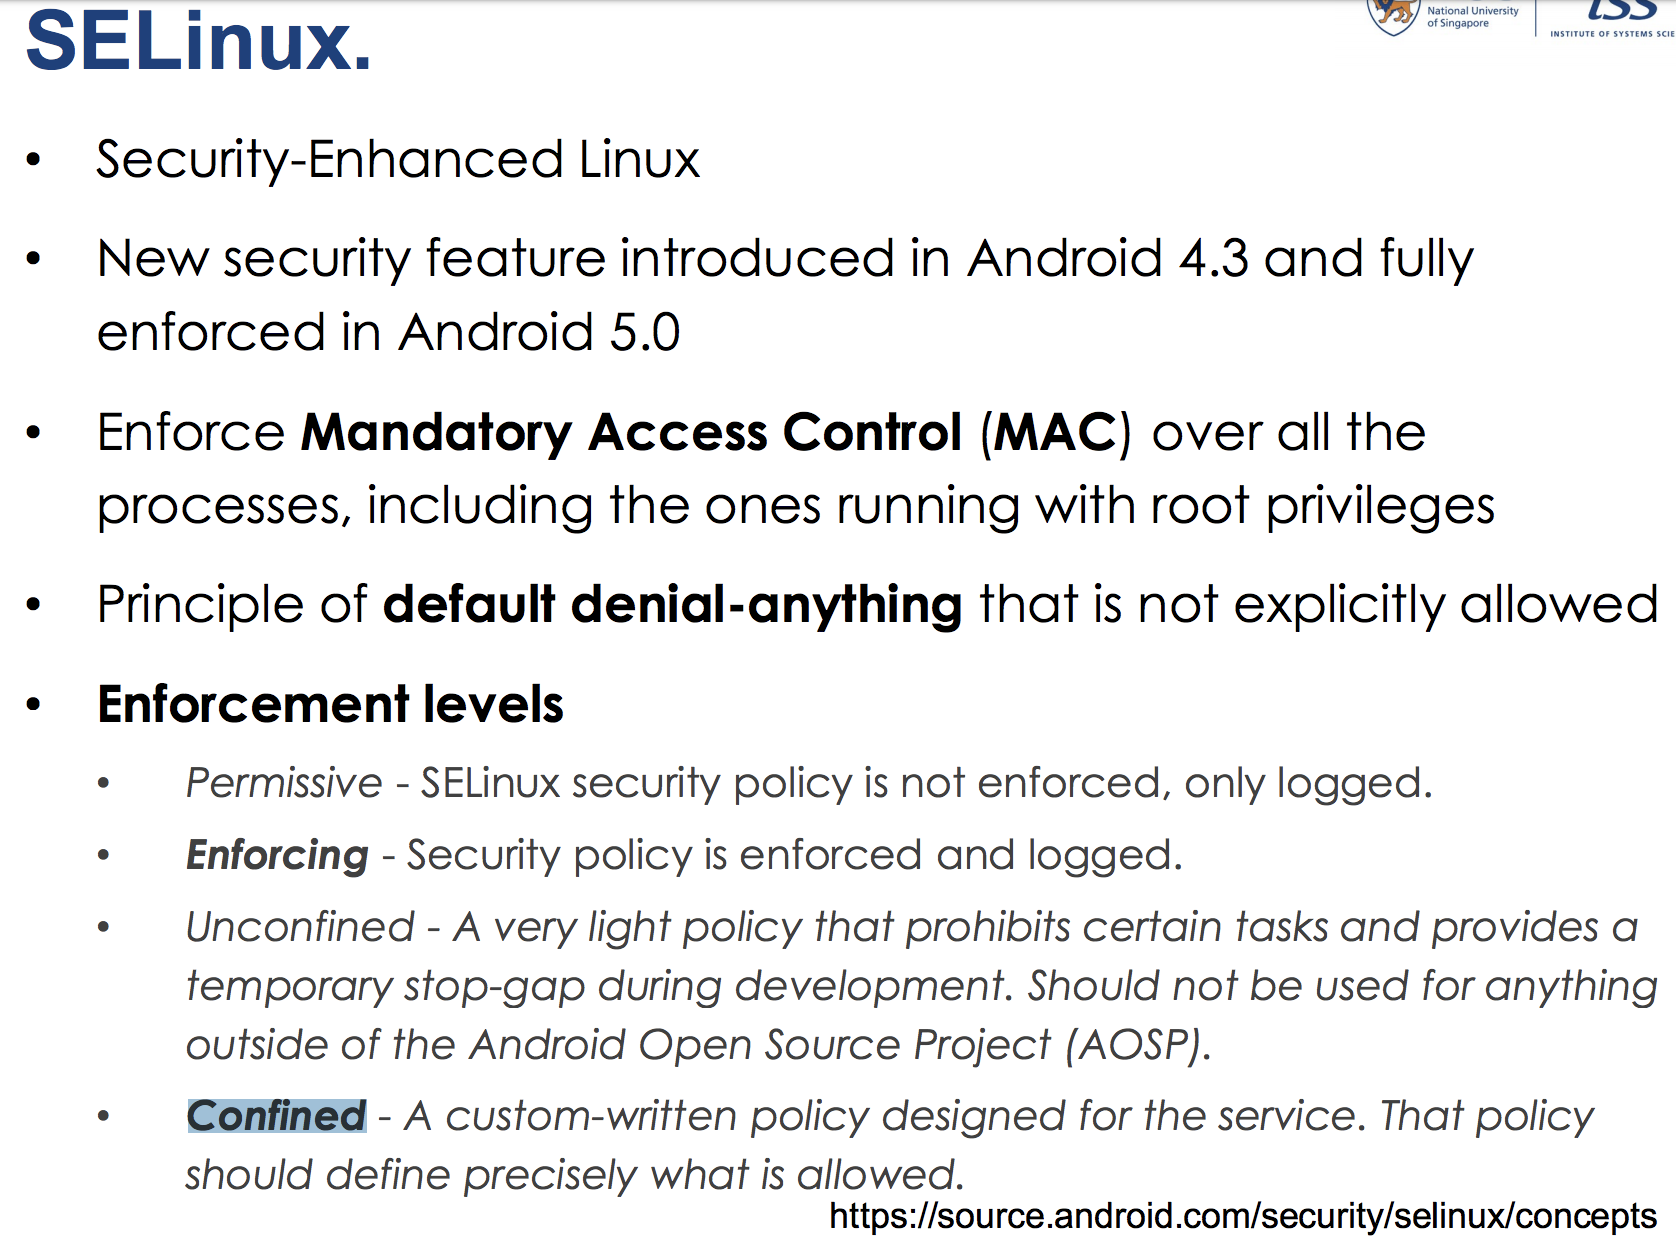 SELinux.
National University
of Singapore
ISS
INSTITUTE OF SYSTEMS SCIE
• Security-Enhanced Linux
• New security feature introduced in Android 4.3 and fully
enforced in Android 5.0
• Enforce Mandatory Access Control (MAC) over all the
processes, including the ones running with root privileges
• Principle of default denial-anything that is not explicitly allowed
• Enforcement levels
• Permissive - SELinux security policy is not enforced, only logged.
• Enforcing - Security policy is enforced and logged.
• Unconfined - A very light policy that prohibits certain tasks and provides a
temporary stop-gap during development. Should not be used for anything
outside of the Android Open Source Project (AOSP).
• Confined - A custom-written policy designed for the service. That policy
should define precisely what is allowed.
https://source.android.com/security/selinux/concepts